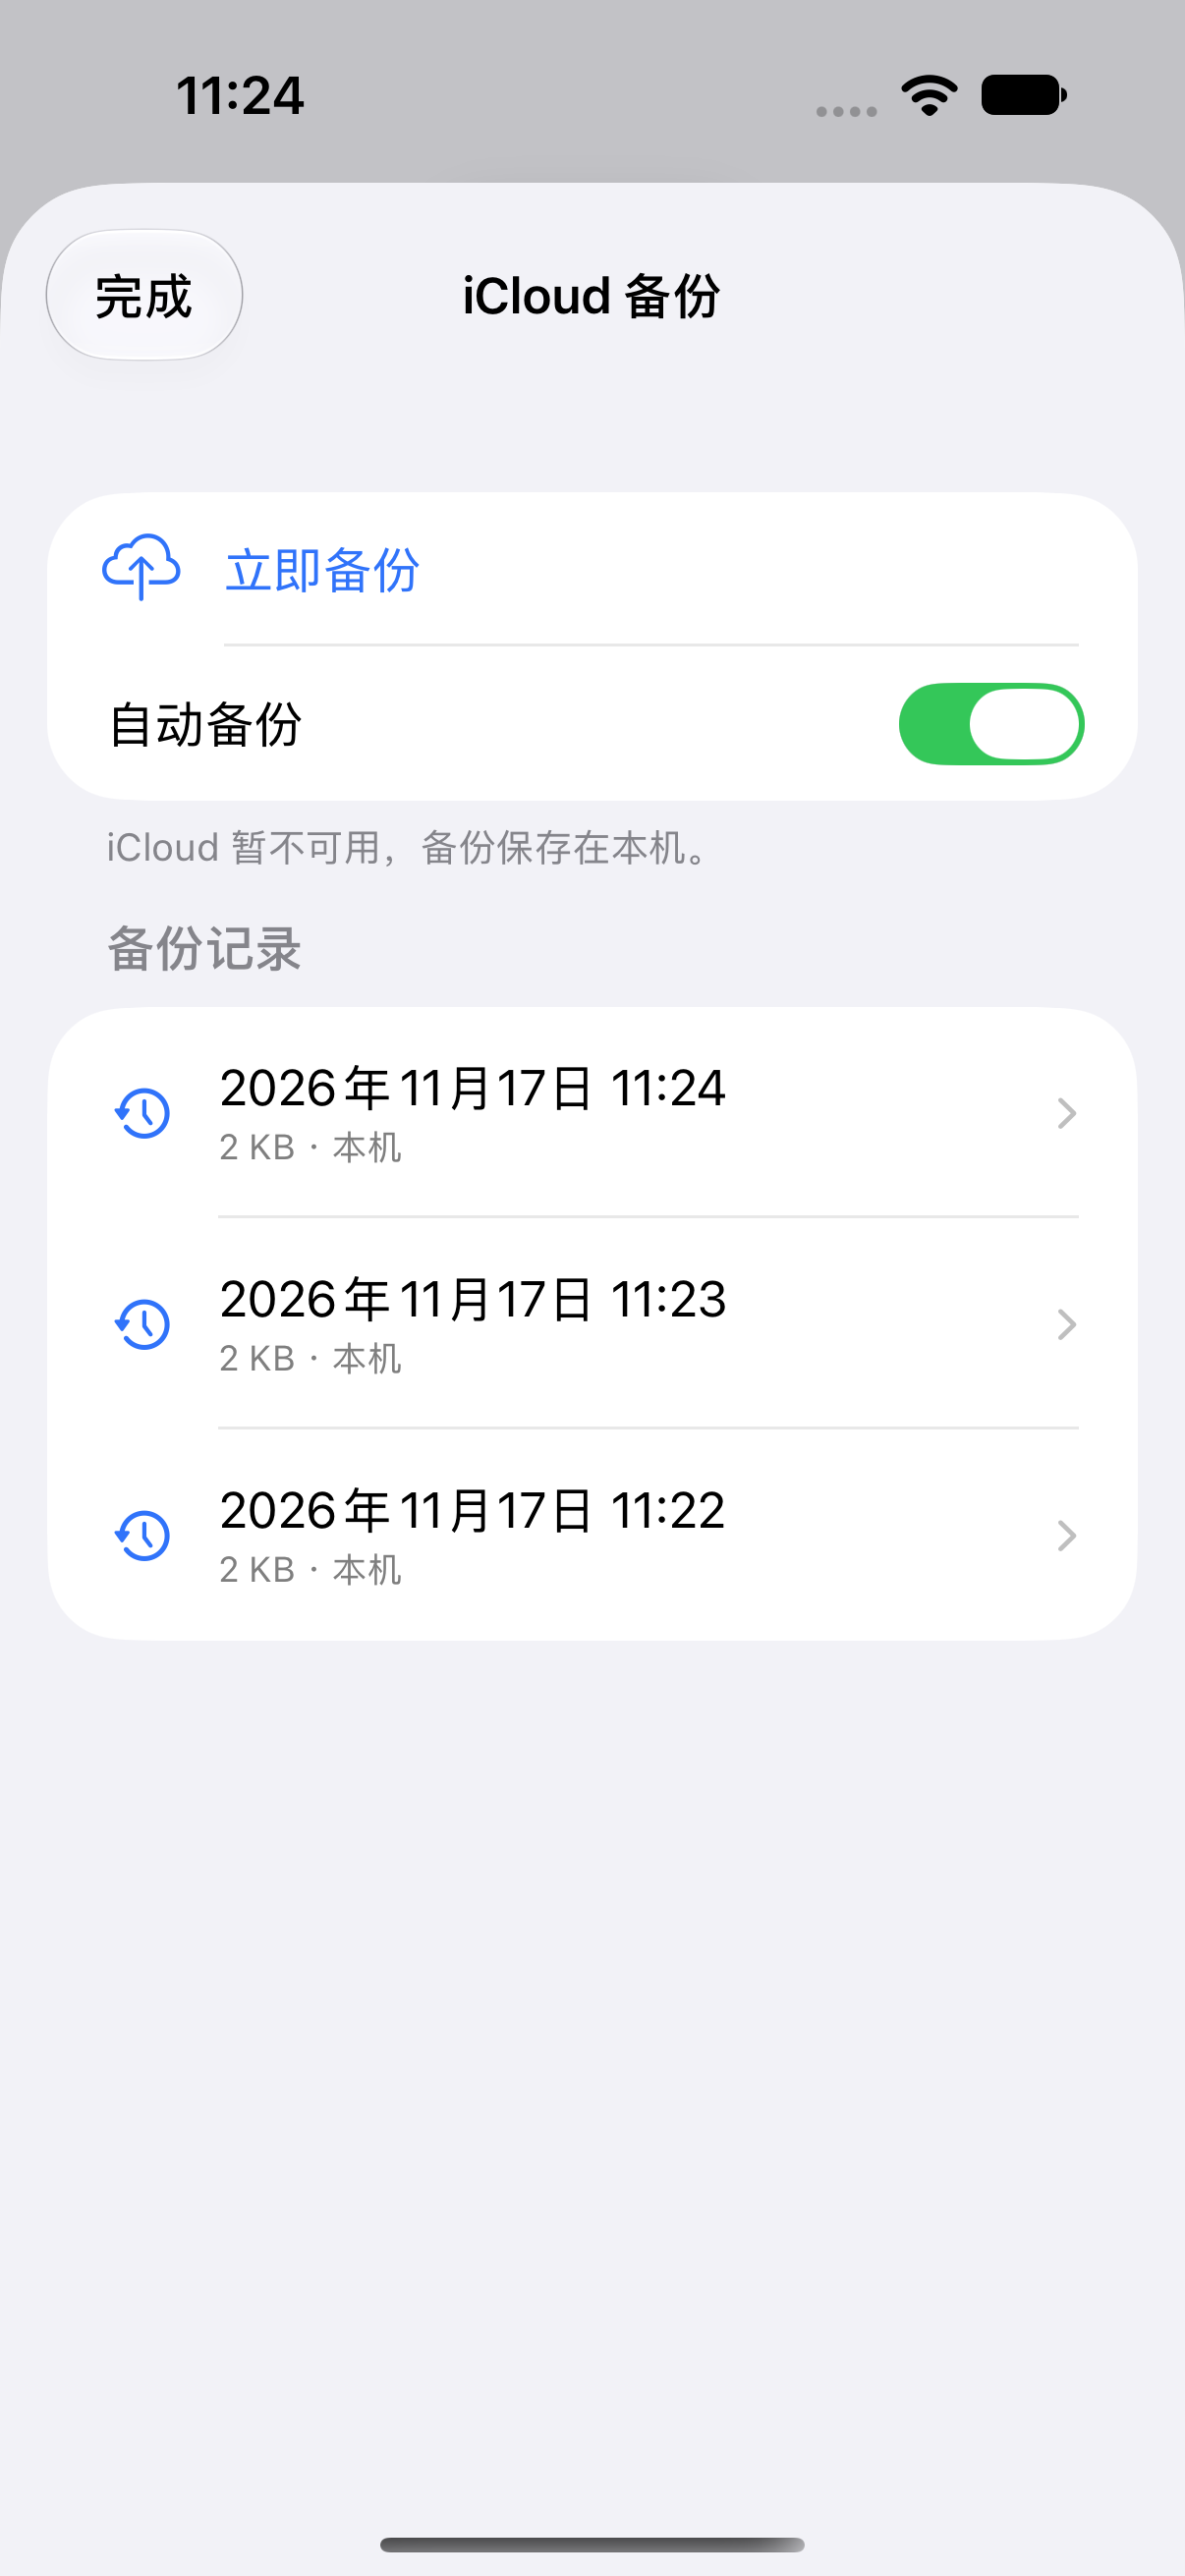 11:24
完成
iCloud 备份
立即备份
自动备份
iCloud 暂不可用，备份保存在本机。
备份记录
2026年11月17日 11:24
2 KB · 本机
2026年11月17日 11:23
2 KB · 本机
2026年11月17日 11:22
2 KB · 本机